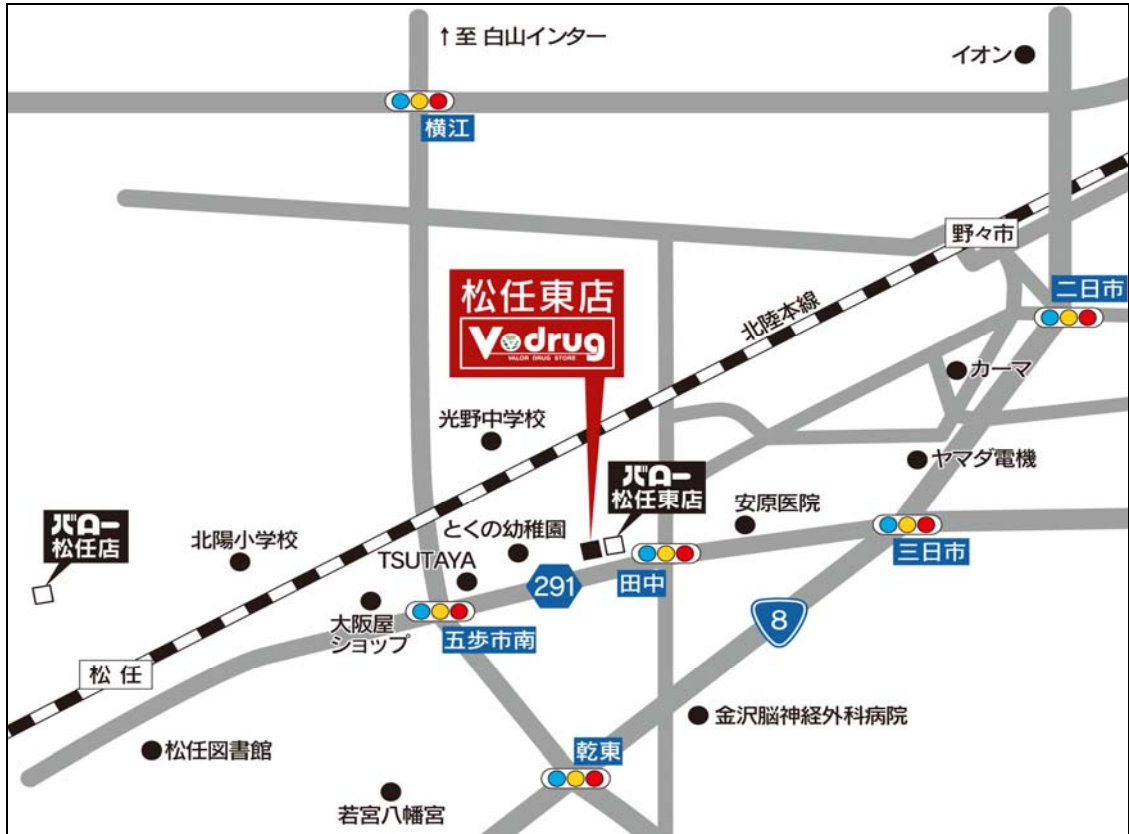 ↑至 白山インター
イオン
横江
野々市
二日市
北陸本線
松任東店
V drug
VALOR DRUG STORE
カーマ
光野中学校
バロー
松任東店
ヤマダ電機
安原医院
バロー
松任店
北陽小学校
とくの幼稚園
TSUTAYA
291
田中
三日市
大阪屋
ショップ
五歩市南
8
松任
金沢脳神経外科病院
松任図書館
乾東
若宮八幡宮